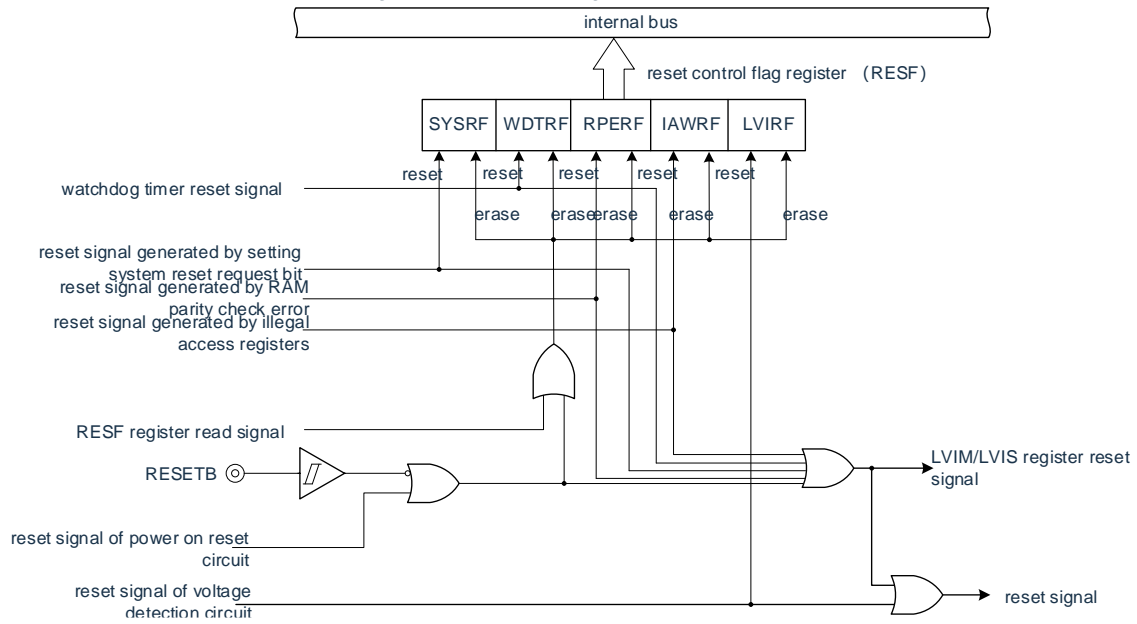 internal bus
reset control flag register （RESF）
SYSRF WDTRF RPERF IAWRF LVIRF
reset reset reset reset reset
watchdog timer reset signal
erase erase erase erase erase
reset signal generated by setting
system reset request bit
reset signal generated by RAM
parity check error
reset signal generated by illegal
access registers
RESF register read signal
RESETB
LVIM/LVIS register reset
signal
reset signal of power on reset
circuit
reset signal of voltage
detection circuit
reset signal